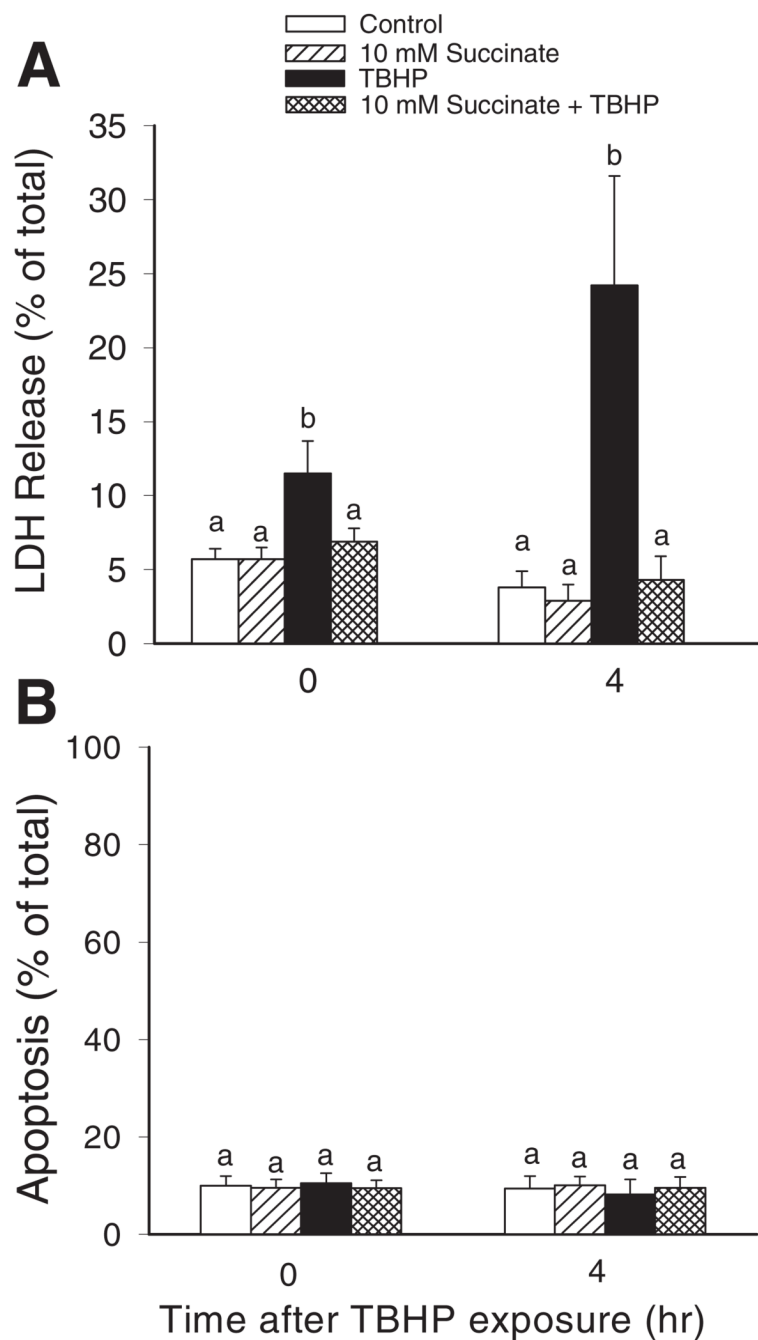 Control
10 mM Succinate
TBHP
10 mM Succinate + TBHP
A
LDH Release (% of total)
35
30
25
20
15
10
5
0
a
a
b
a
a
a
b
a
0
4
B
Apoptosis (% of total)
100
80
60
40
20
0
a
a
a
a
a
a
a
a
0
4
Time after TBHP exposure (hr)